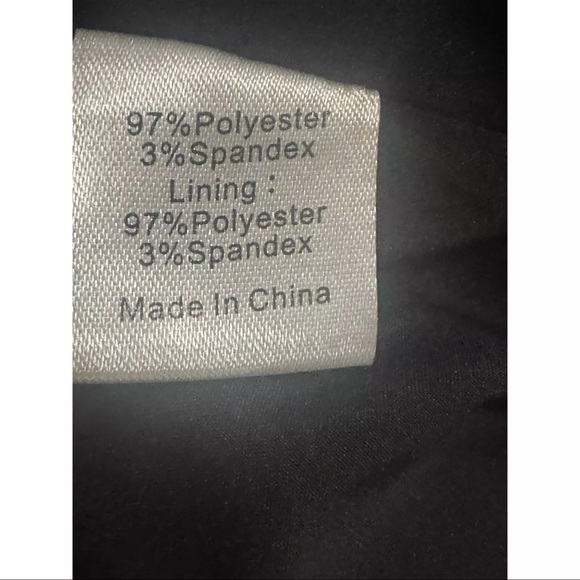 97%Polyester
3%Spandex
Lining :
97%Polyester
3%Spandex
Made In China